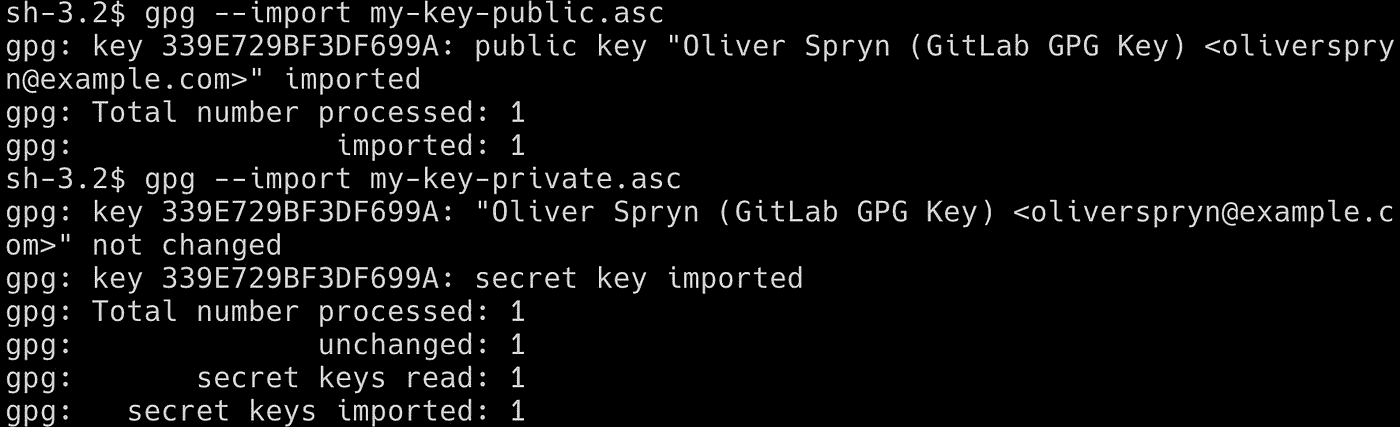 sh-3.2$ gpg --import my-key-public.asc
gpg: key 339E729BF3DF699A: public key "Oliver Spryn (GitLab GPG Key) <oliverspry
n@example.com>" imported
gpg: Total number processed: 1
gpg:               imported: 1
sh-3.2$ gpg --import my-key-private.asc
gpg: key 339E729BF3DF699A: "Oliver Spryn (GitLab GPG Key) <oliverspryn@example.c
om>" not changed
gpg: key 339E729BF3DF699A: secret key imported
gpg: Total number processed: 1
gpg:              unchanged: 1
gpg:       secret keys read: 1
gpg:   secret keys imported: 1